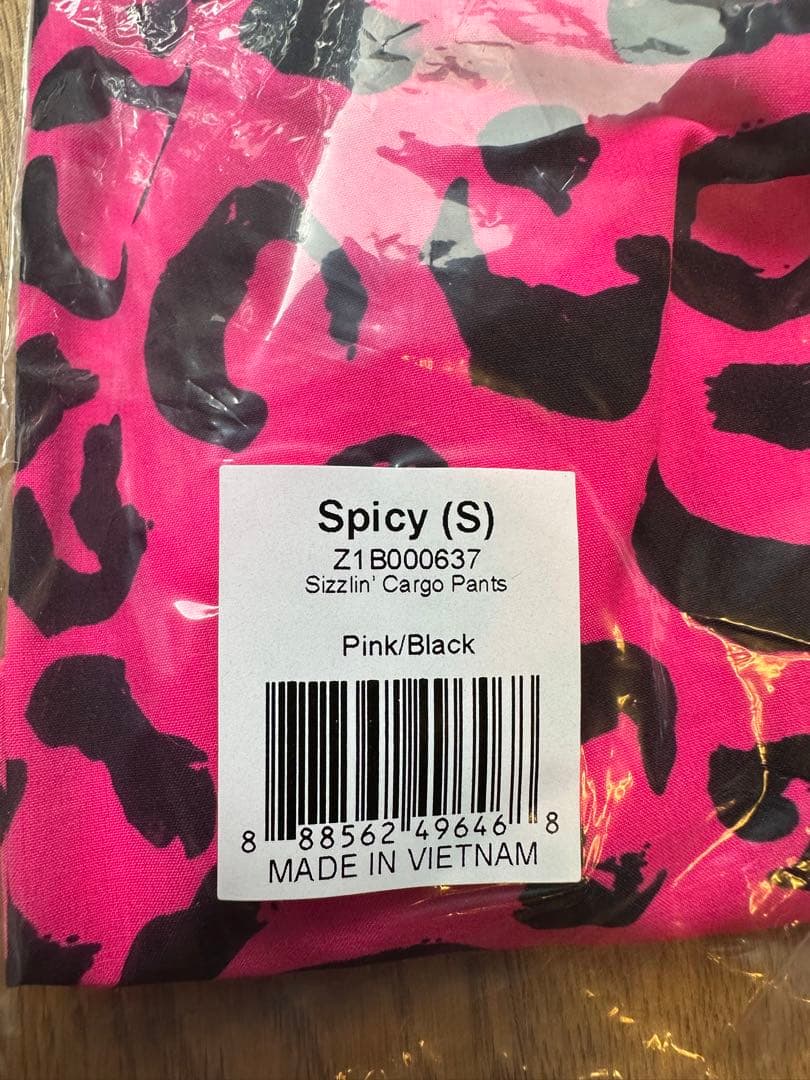 Spicy (S)
Z1B000637
Sizzlin' Cargo Pants
Pink/Black
8 88562 49646 8
MADE IN VIETNAM